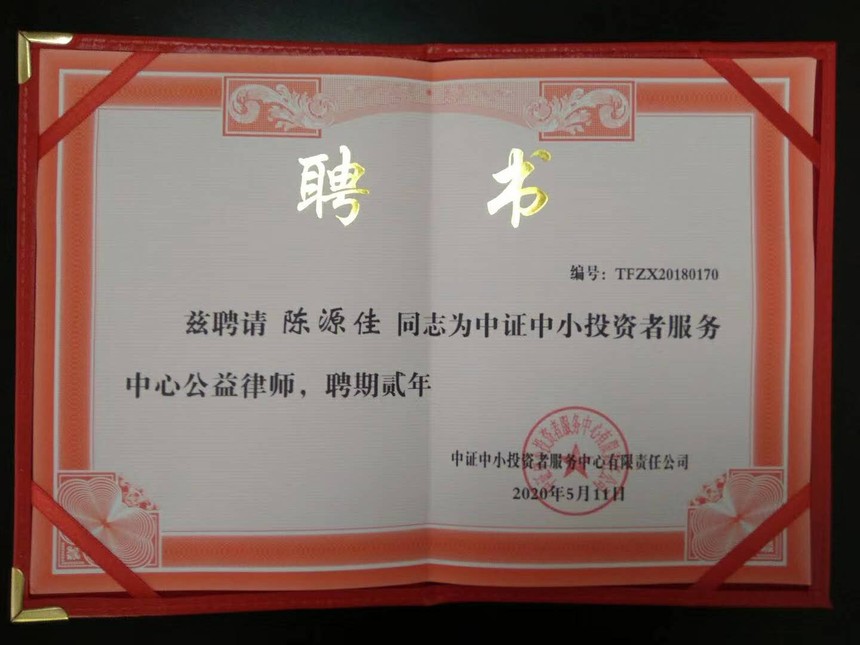 聘 书
编号：TFZX20180170
兹聘请 陈源佳 同志为中证中小投资者服务
中心公益律师，聘期贰年
中证中小投资者服务中心有限责任公司
2020年5月11日